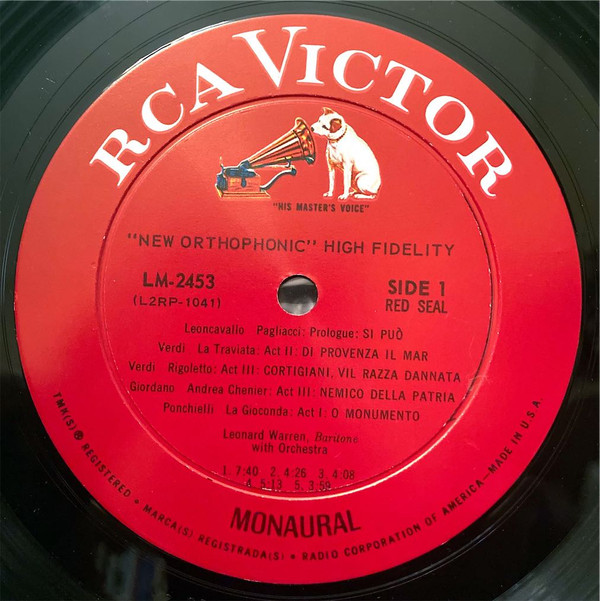 RCA VICTOR
"HIS MASTER'S VOICE"
"NEW ORTHOPHONIC" HIGH FIDELITY
LM-2453 SIDE 1
(L2RP-1041) RED SEAL
Leoncavallo Pagliacci: Prologue: SI PUÒ
Verdi La Traviata: Act II: DI PROVENZA IL MAR
Verdi Rigoletto: Act III: CORTIGIANI, VIL RAZZA DANNATA
Giordano Andrea Chenier: Act III: NEMICO DELLA PATRIA
Ponchielli La Gioconda: Act I: O MONUMENTO
Leonard Warren, Baritone
with Orchestra
1. 7:40 2. 4:26 3. 4:08
4. 5:13 5. 3:59
MONAURAL
TMK(S) ® REGISTERED • MARCA(S) REGISTRADA(S) • RADIO CORPORATION OF AMERICA—MADE IN U.S.A.